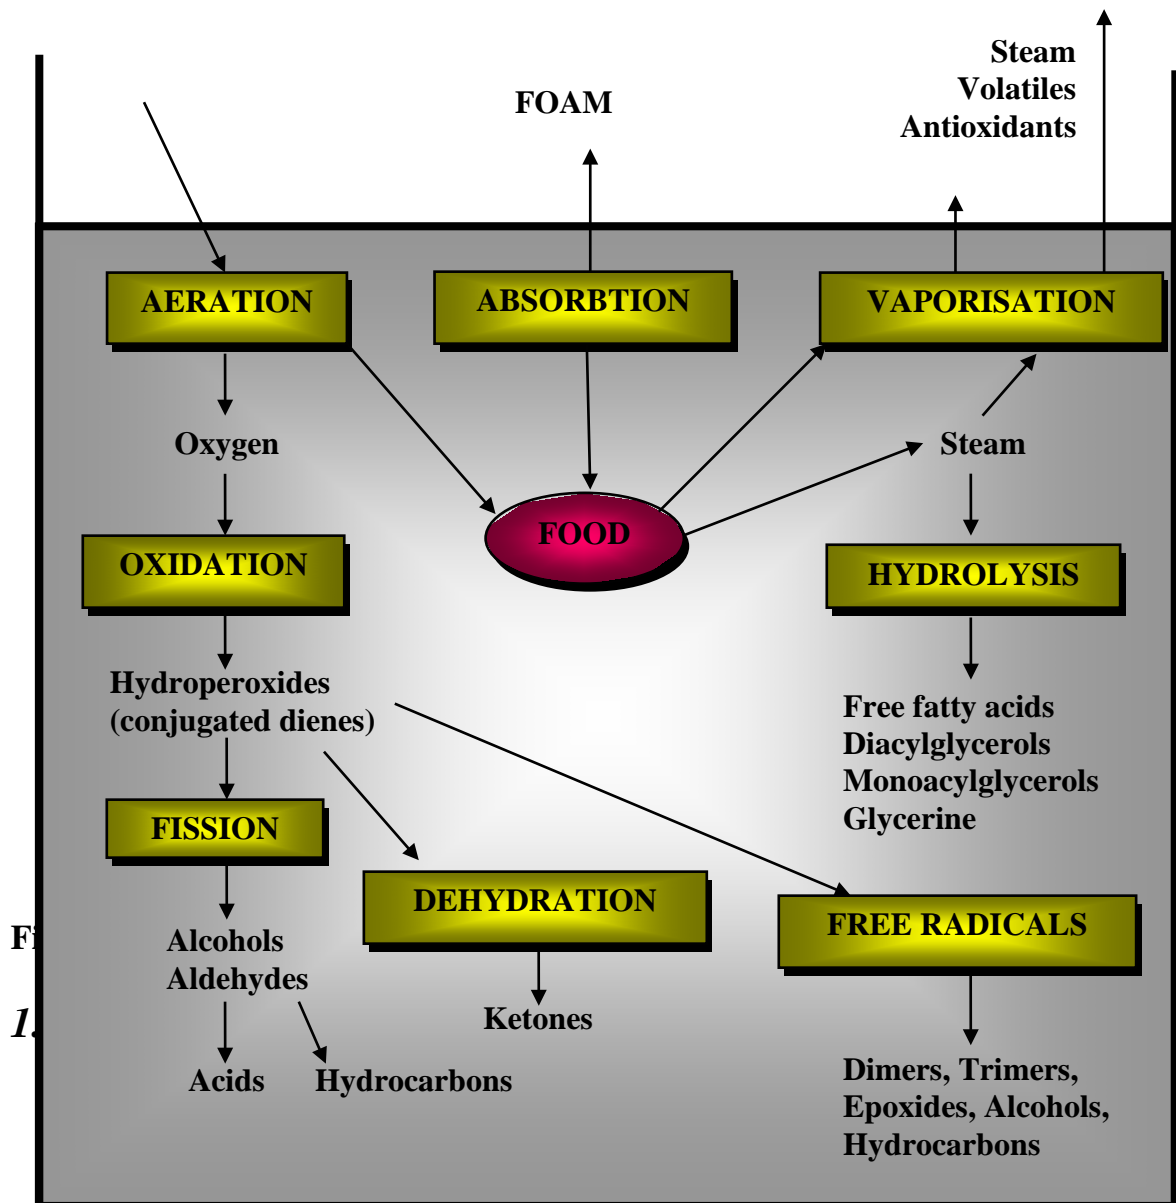 Steam
Volatiles
Antioxidants
FOAM
AERATION
ABSORBTION
VAPORISATION
Oxygen
Steam
FOOD
OXIDATION
HYDROLYSIS
Hydroperoxides
(conjugated dienes)
Free fatty acids
Diacylglycerols
Monoacylglycerols
Glycerine
FISSION
DEHYDRATION
FREE RADICALS
Alcohols
Aldehydes
Ketones
Acids
Hydrocarbons
Dimers, Trimers,
Epoxides, Alcohols,
Hydrocarbons
1.